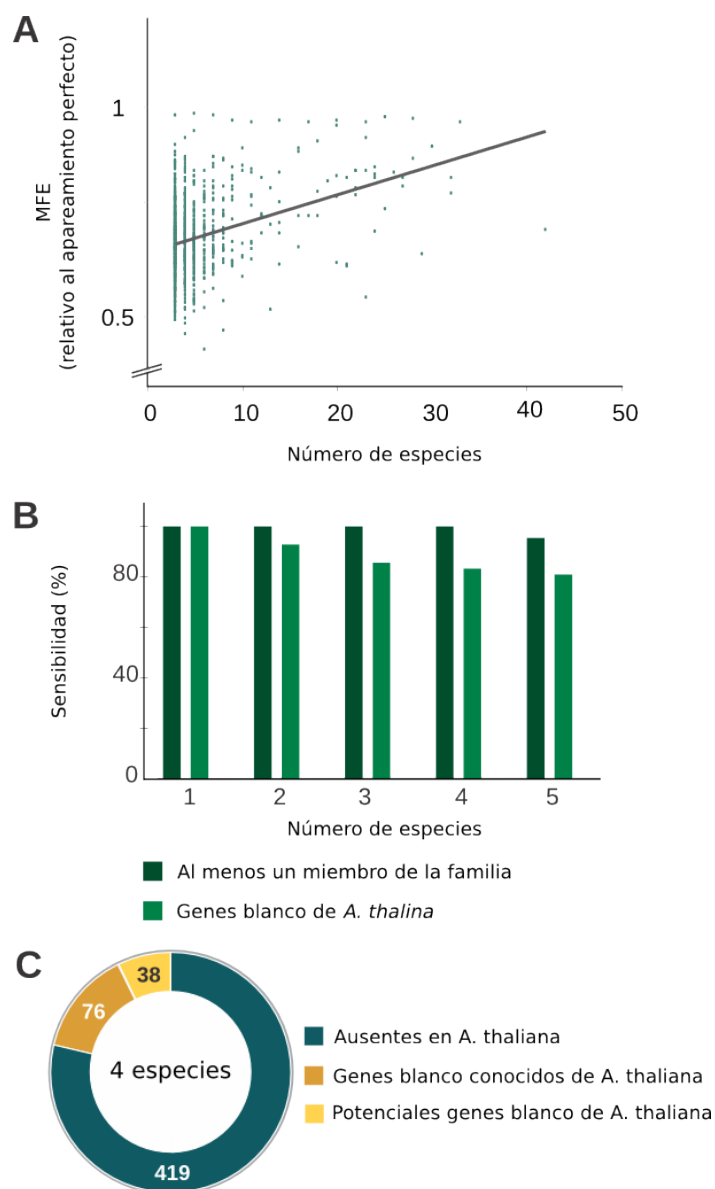 A
MFE
(relativo al apareamiento perfecto)
1
0.5
0 10 20 30 40 50
Número de especies
B
Sensibilidad (%)
80
40
0
1 2 3 4 5
Número de especies
Al menos un miembro de la familia
Genes blanco de A. thalina
C
38
76
4 especies
419
Ausentes en A. thaliana
Genes blanco conocidos de A. thaliana
Potenciales genes blanco de A. thaliana